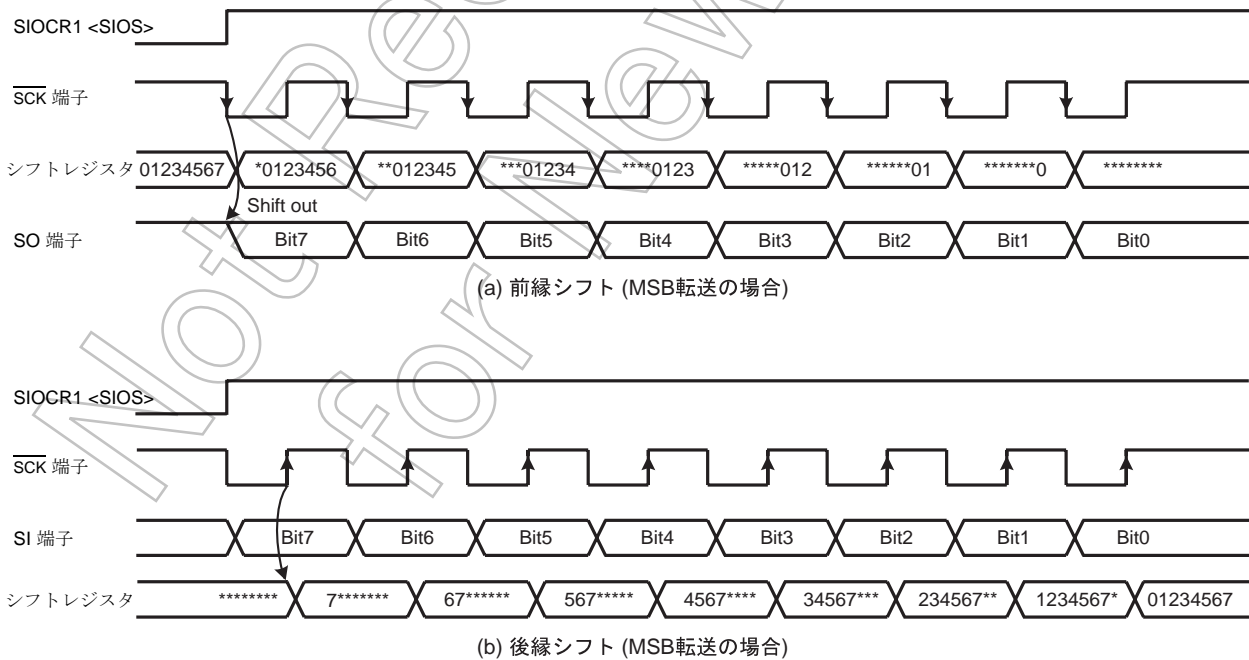 SIOCR1 <SIOS>
SCK 端子
シフトレジスタ 01234567 *0123456 **012345 ***01234 ****0123 *****012 ******01 *******0 ********
Shift out
SO 端子 Bit7 Bit6 Bit5 Bit4 Bit3 Bit2 Bit1 Bit0
(a) 前縁シフト (MSB転送の場合)
SIOCR1 <SIOS>
SCK 端子
SI 端子 Bit7 Bit6 Bit5 Bit4 Bit3 Bit2 Bit1 Bit0
シフトレジスタ ******** 7******* 67****** 567***** 4567**** 34567*** 234567** 1234567* 01234567
(b) 後縁シフト (MSB転送の場合)
Not Re
for New